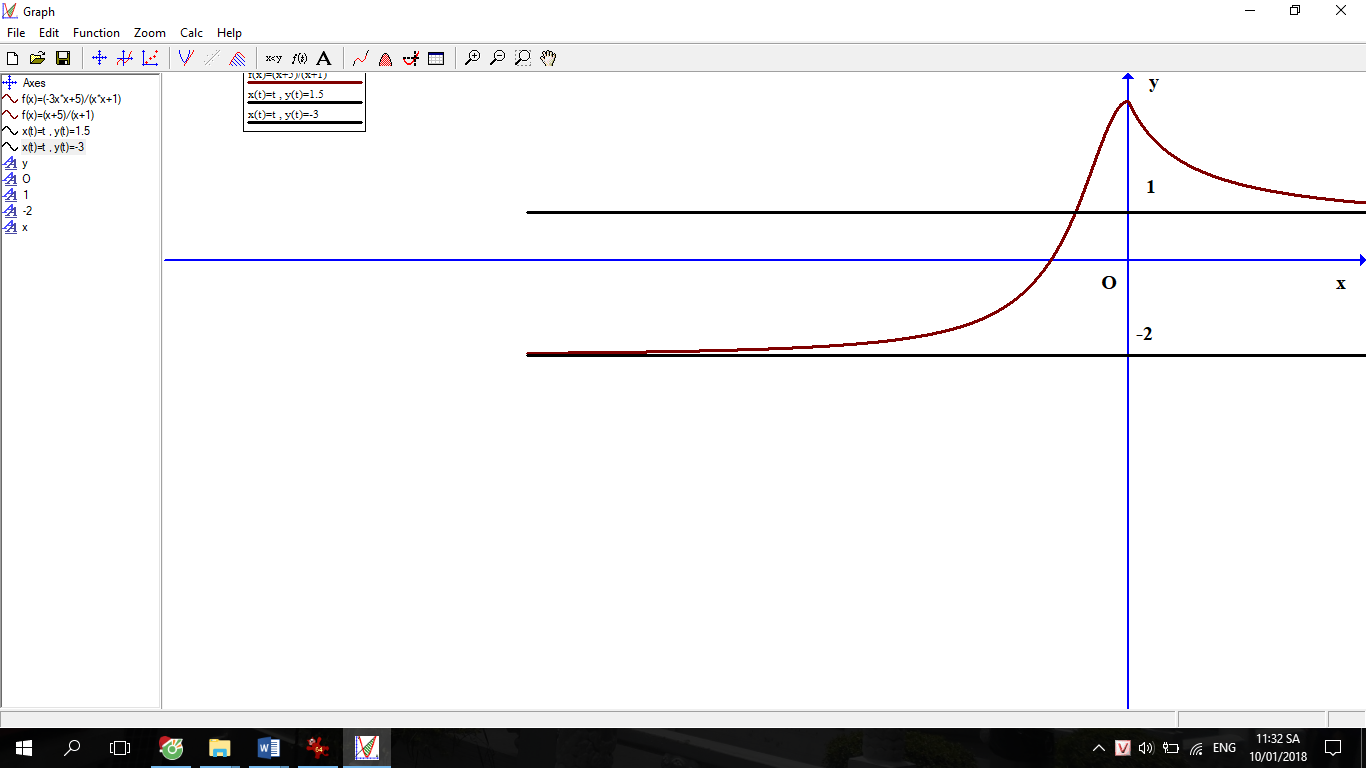 Graph
File Edit Function Zoom Calc Help
Axes
f(x)=(-3x*x+5)/(x*x+1)
f(x)=(x+5)/(x+1)
x(t)=t , y(t)=1.5
x(t)=t , y(t)=-3
y
O
1
-2
x
f(x)=(x+5)/(x+1)
x(t)=t , y(t)=1.5
x(t)=t , y(t)=-3
y
1
O
x
-2
ENG
11:32 SA
10/01/2018